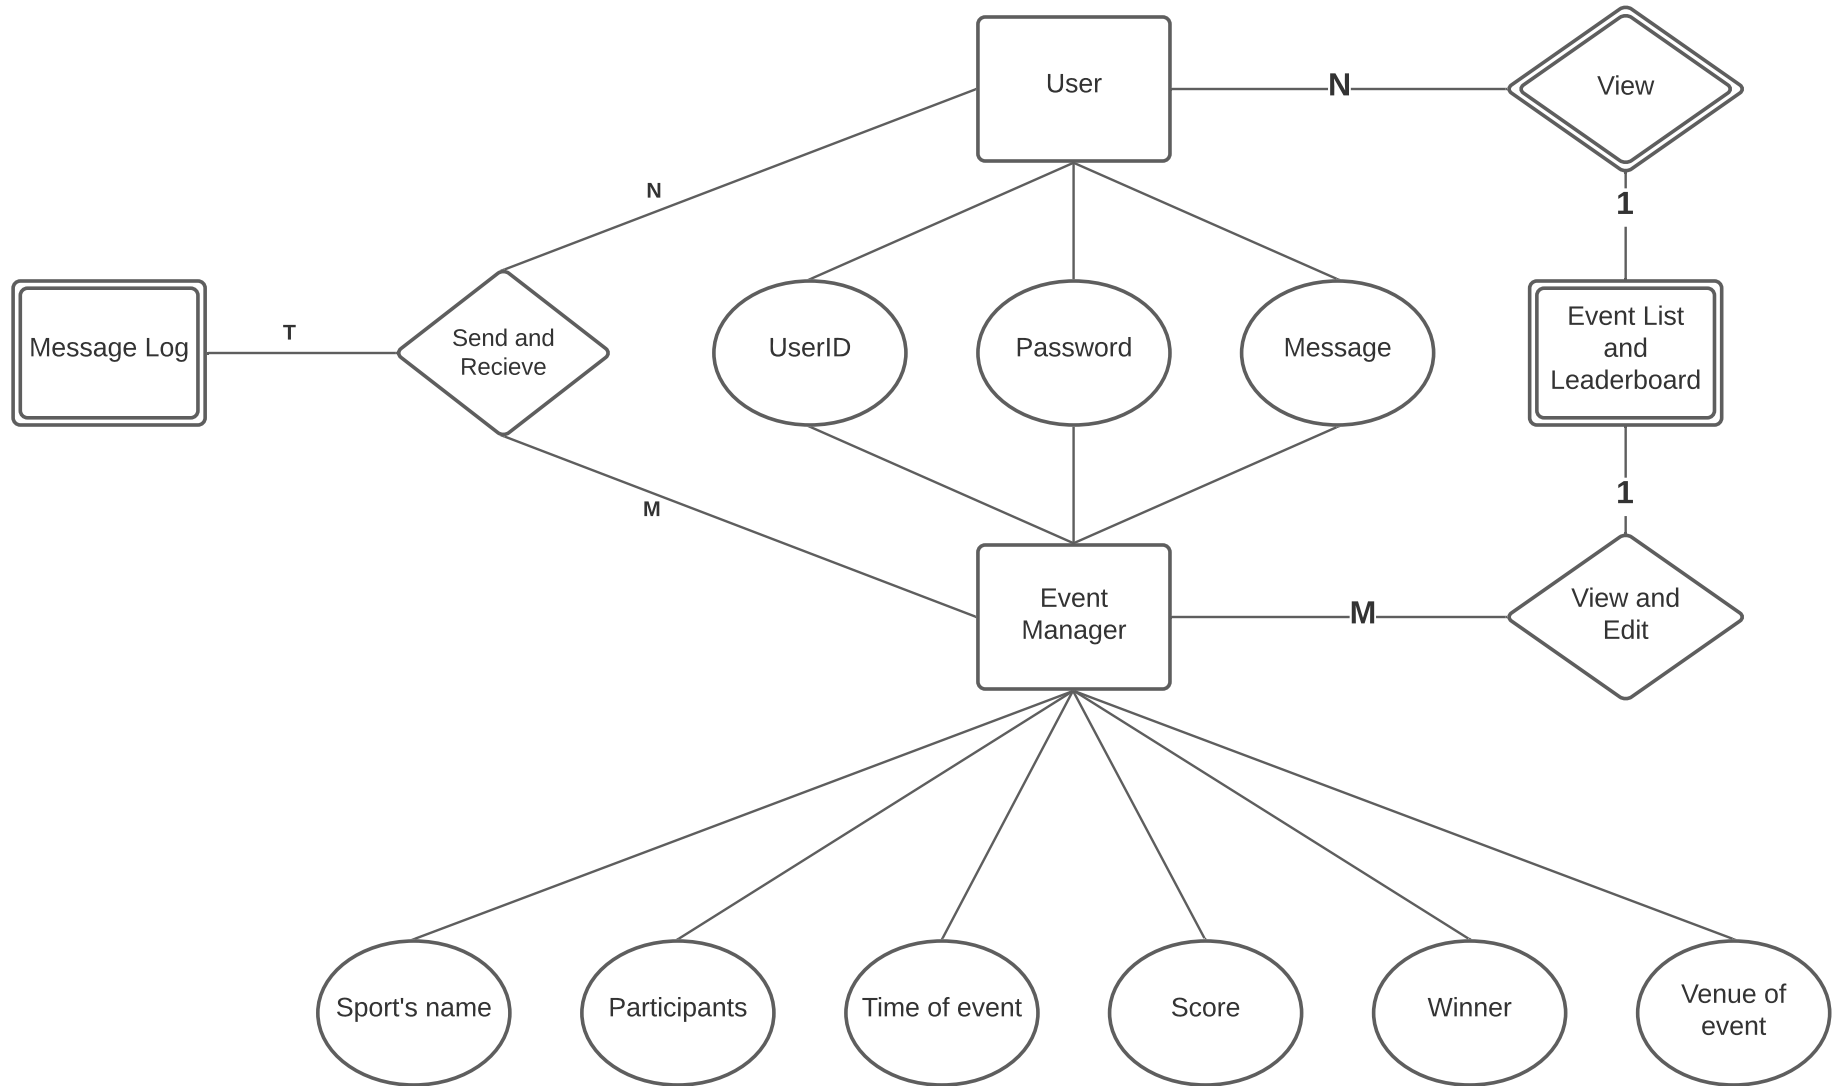 User
N
View
N
1
Message Log
T
Send and
Recieve
UserID
Password
Message
Event List
and
Leaderboard
M
1
Event
Manager
M
View and
Edit
Sport's name
Participants
Time of event
Score
Winner
Venue of
event